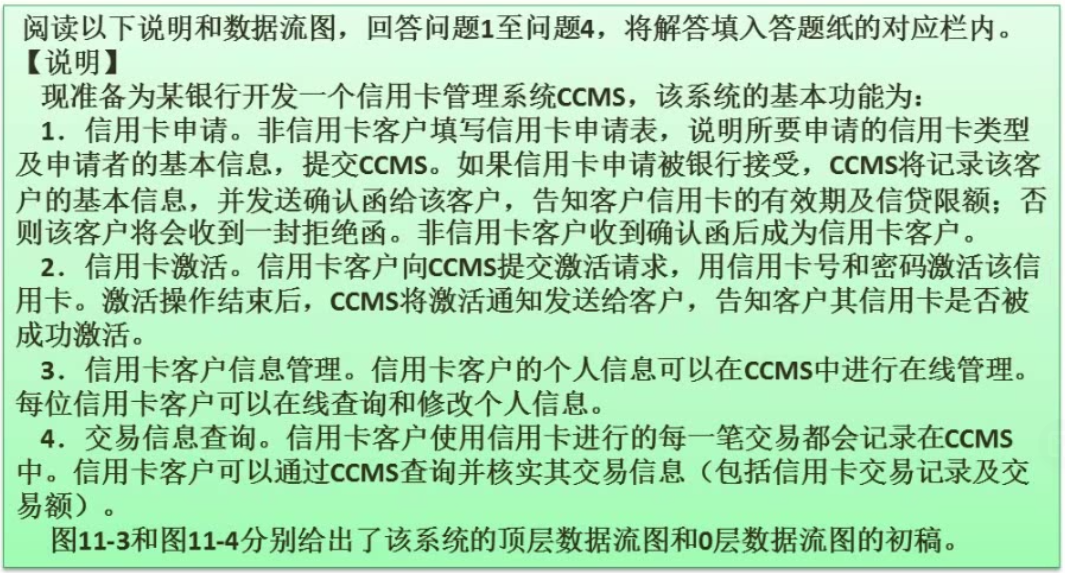 阅读以下说明和数据流图，回答问题1至问题4，将解答填入答题纸的对应栏内。
【说明】
现准备为某银行开发一个信用卡管理系统CCMS，该系统的基本功能为：
1．信用卡申请。非信用卡客户填写信用卡申请表，说明所要申请的信用卡类型
及申请者的基本信息，提交CCMS。如果信用卡申请被银行接受，CCMS将记录该客
户的基本信息，并发送确认函给该客户，告知客户信用卡的有效期及信贷限额；否
则该客户将会收到一封拒绝函。非信用卡客户收到确认函后成为信用卡客户。
2．信用卡激活。信用卡客户向CCMS提交激活请求，用信用卡号和密码激活该信
用卡。激活操作结束后，CCMS将激活通知发送给客户，告知客户其信用卡是否被
成功激活。
3．信用卡客户信息管理。信用卡客户的个人信息可以在CCMS中进行在线管理。
每位信用卡客户可以在线查询和修改个人信息。
4．交易信息查询。信用卡客户使用信用卡进行的每一笔交易都会记录在CCMS
中。信用卡客户可以通过CCMS查询并核实其交易信息（包括信用卡交易记录及交
易额）。
图11-3和图11-4分别给出了该系统的顶层数据流图和0层数据流图的初稿。